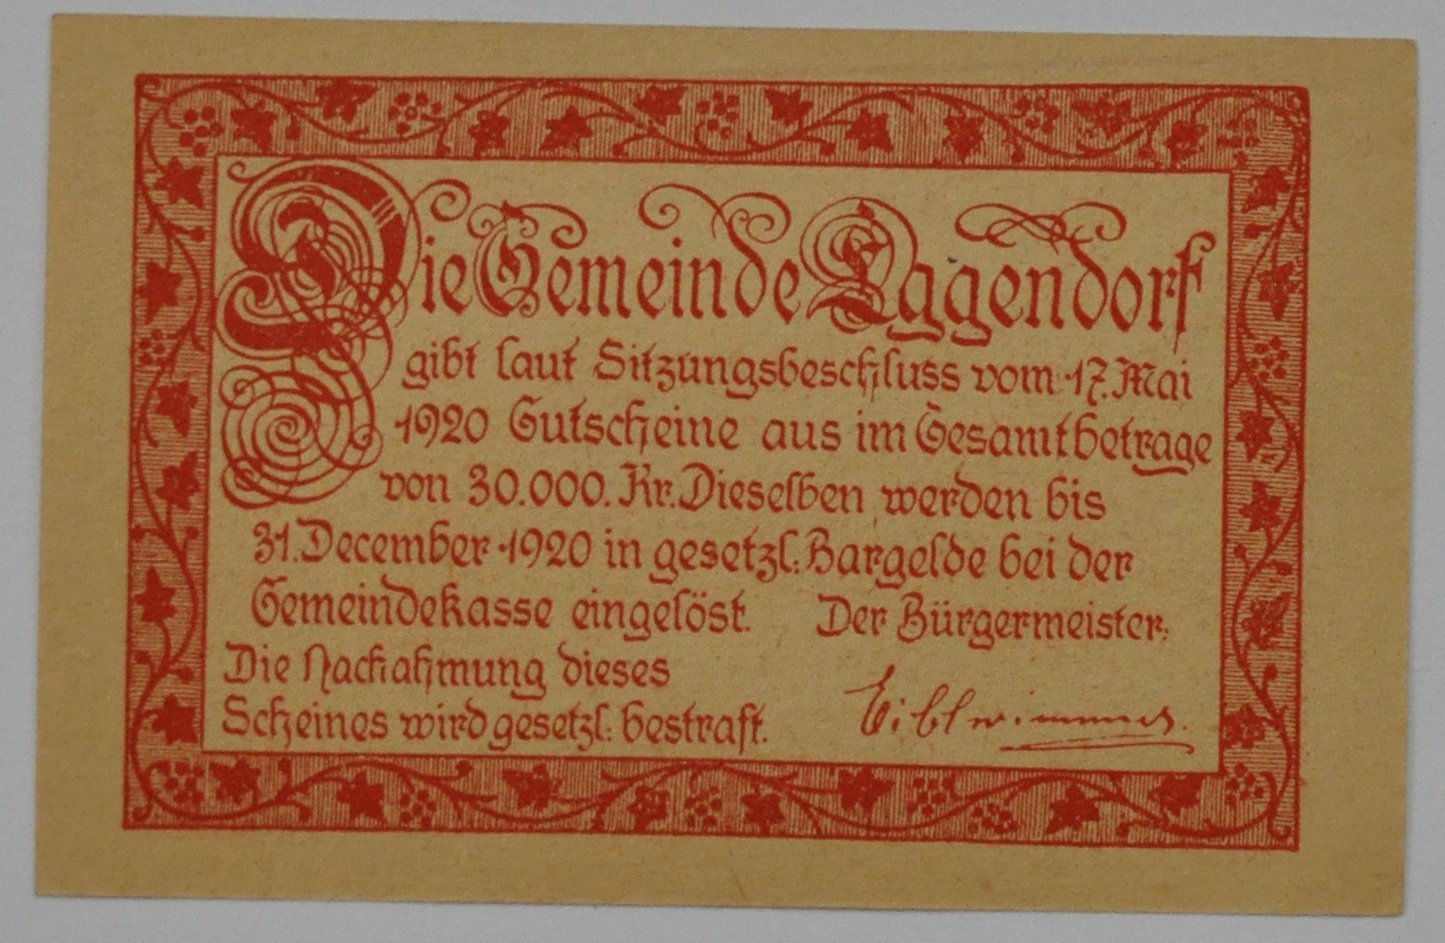 Die Gemeinde Eggendorf
gibt laut Sitzungsbeschluss vom 17. Mai
1920 Gutscheine aus im Gesamtbetrage
von 30.000. Kr. Dieselben werden bis
31. December 1920 in gesetzl: Bargelde bei der
Gemeindekasse eingelöst. Der Bürgermeister:
Die Nachahmung dieses
Scheines wird gesetzl: bestraft.